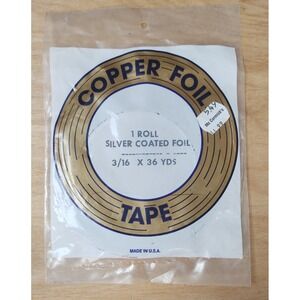 COPPER FOIL
1 ROLL
SILVER COATED FOIL
3/16 X 36 YDS
TAPE
MADE IN U.S.A.